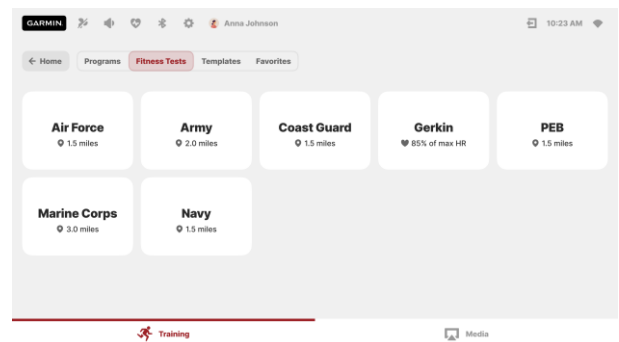 GARMIN Anna Johnson 10:23 AM
← Home Programs Fitness Tests Templates Favorites
Air Force
1.5 miles
Army
2.0 miles
Coast Guard
1.5 miles
Gerkin
85% of max HR
PEB
1.5 miles
Marine Corps
3.0 miles
Navy
1.5 miles
Training
Media